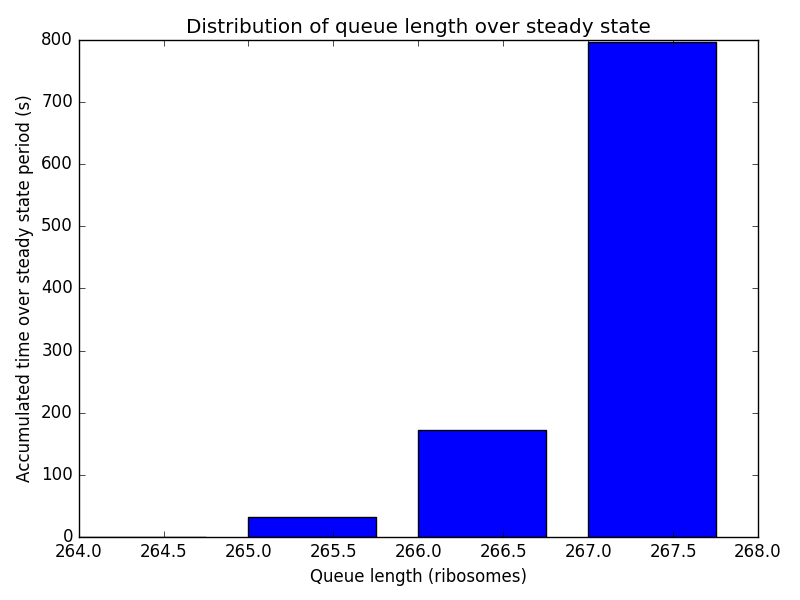 Distribution of queue length over steady state
Accumulated time over steady state period (s)
800
700
600
500
400
300
200
100
0
264.0 264.5 265.0 265.5 266.0 266.5 267.0 267.5 268.0
Queue length (ribosomes)